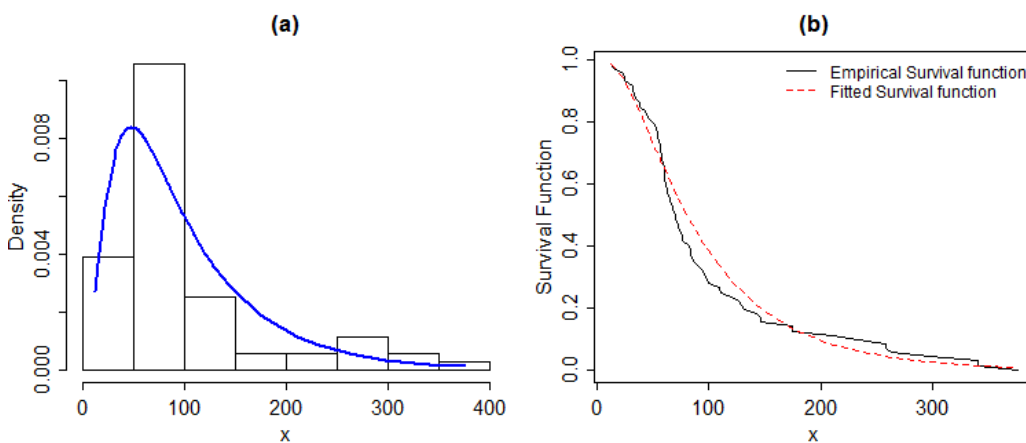 (a)
Density
0.000
0.004
0.008
0
100
200
300
400
x
(b)
Survival Function
0.0
0.2
0.4
0.6
0.8
1.0
Empirical Survival function
Fitted Survival function
0
100
200
300
x